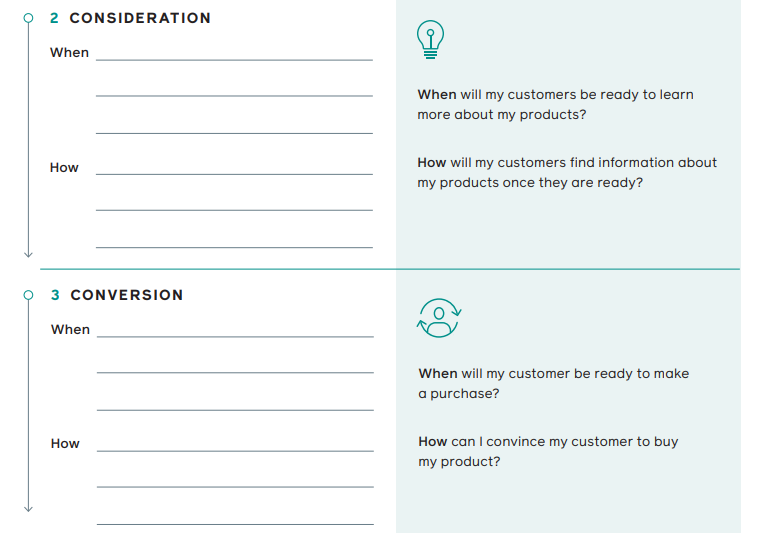 2 CONSIDERATION
When
How
When will my customers be ready to learn
more about my products?
How will my customers find information about
my products once they are ready?
3 CONVERSION
When
How
When will my customer be ready to make
a purchase?
How can I convince my customer to buy
my product?